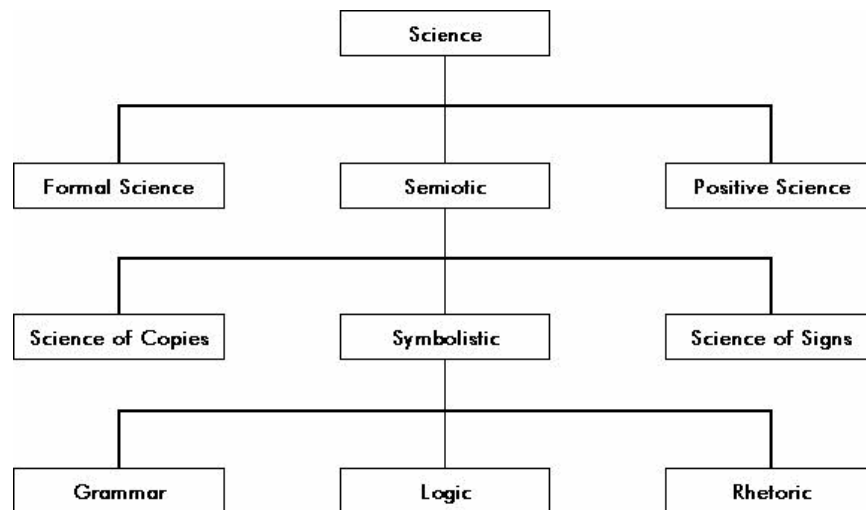 Science
Formal Science
Semiotic
Positive Science
Science of Copies
Symbolistic
Science of Signs
Grammar
Logic
Rhetoric